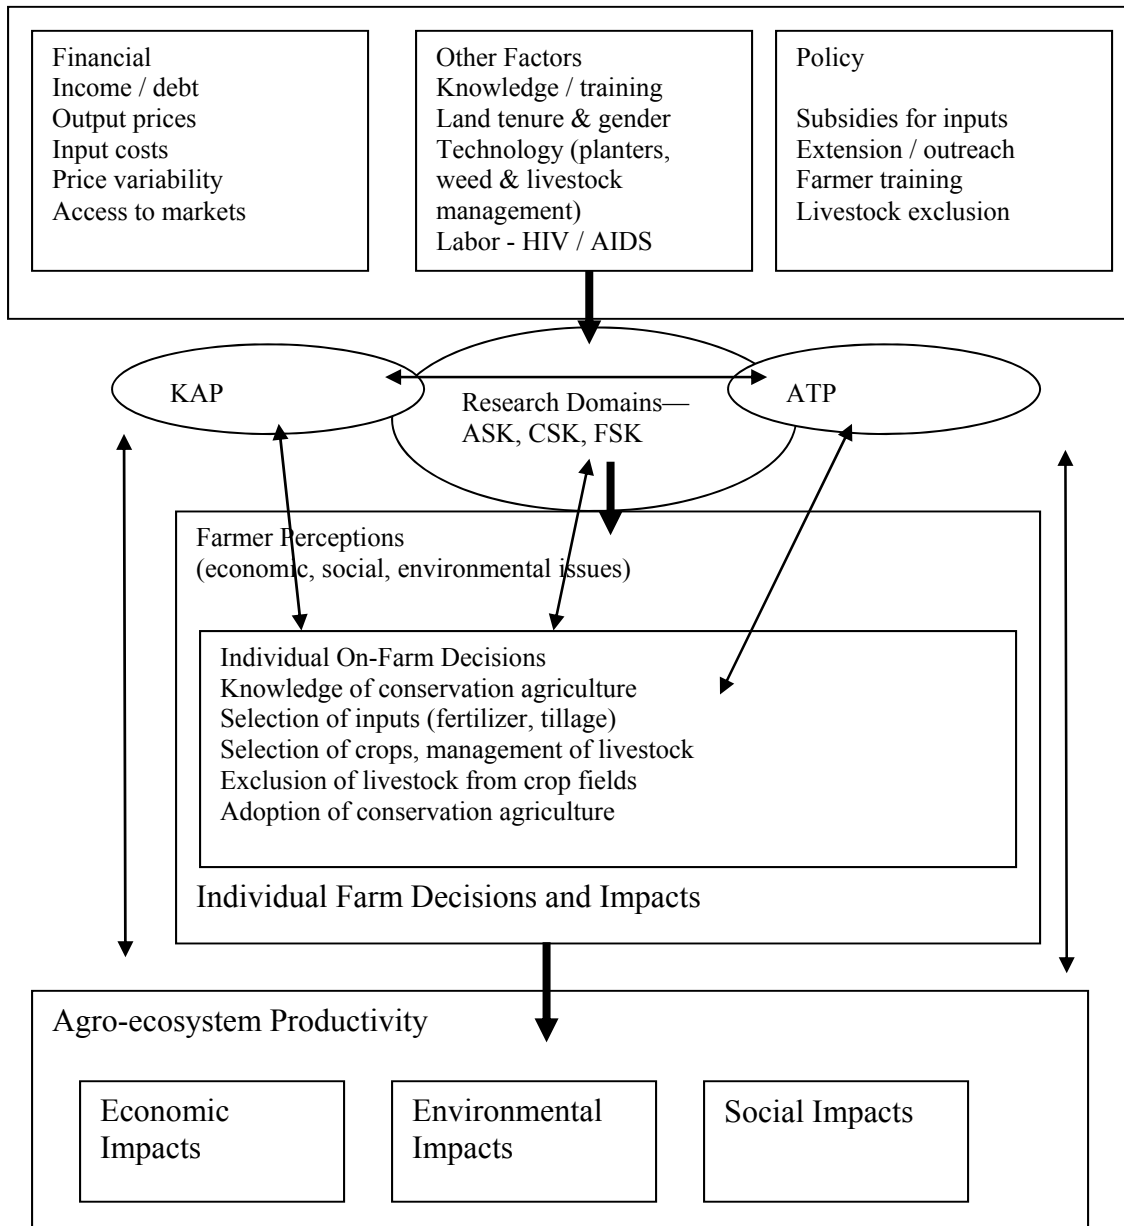 Financial
Income / debt
Output prices
Input costs
Price variability
Access to markets
Other Factors
Knowledge / training
Land tenure & gender
Technology (planters,
weed & livestock
management)
Labor - HIV / AIDS
Policy
Subsidies for inputs
Extension / outreach
Farmer training
Livestock exclusion
KAP
Research Domains—
ASK, CSK, FSK
ATP
Farmer Perceptions
(economic, social, environmental issues)
Individual On-Farm Decisions
Knowledge of conservation agriculture
Selection of inputs (fertilizer, tillage)
Selection of crops, management of livestock
Exclusion of livestock from crop fields
Adoption of conservation agriculture
Individual Farm Decisions and Impacts
Agro-ecosystem Productivity
Economic
Impacts
Environmental
Impacts
Social Impacts